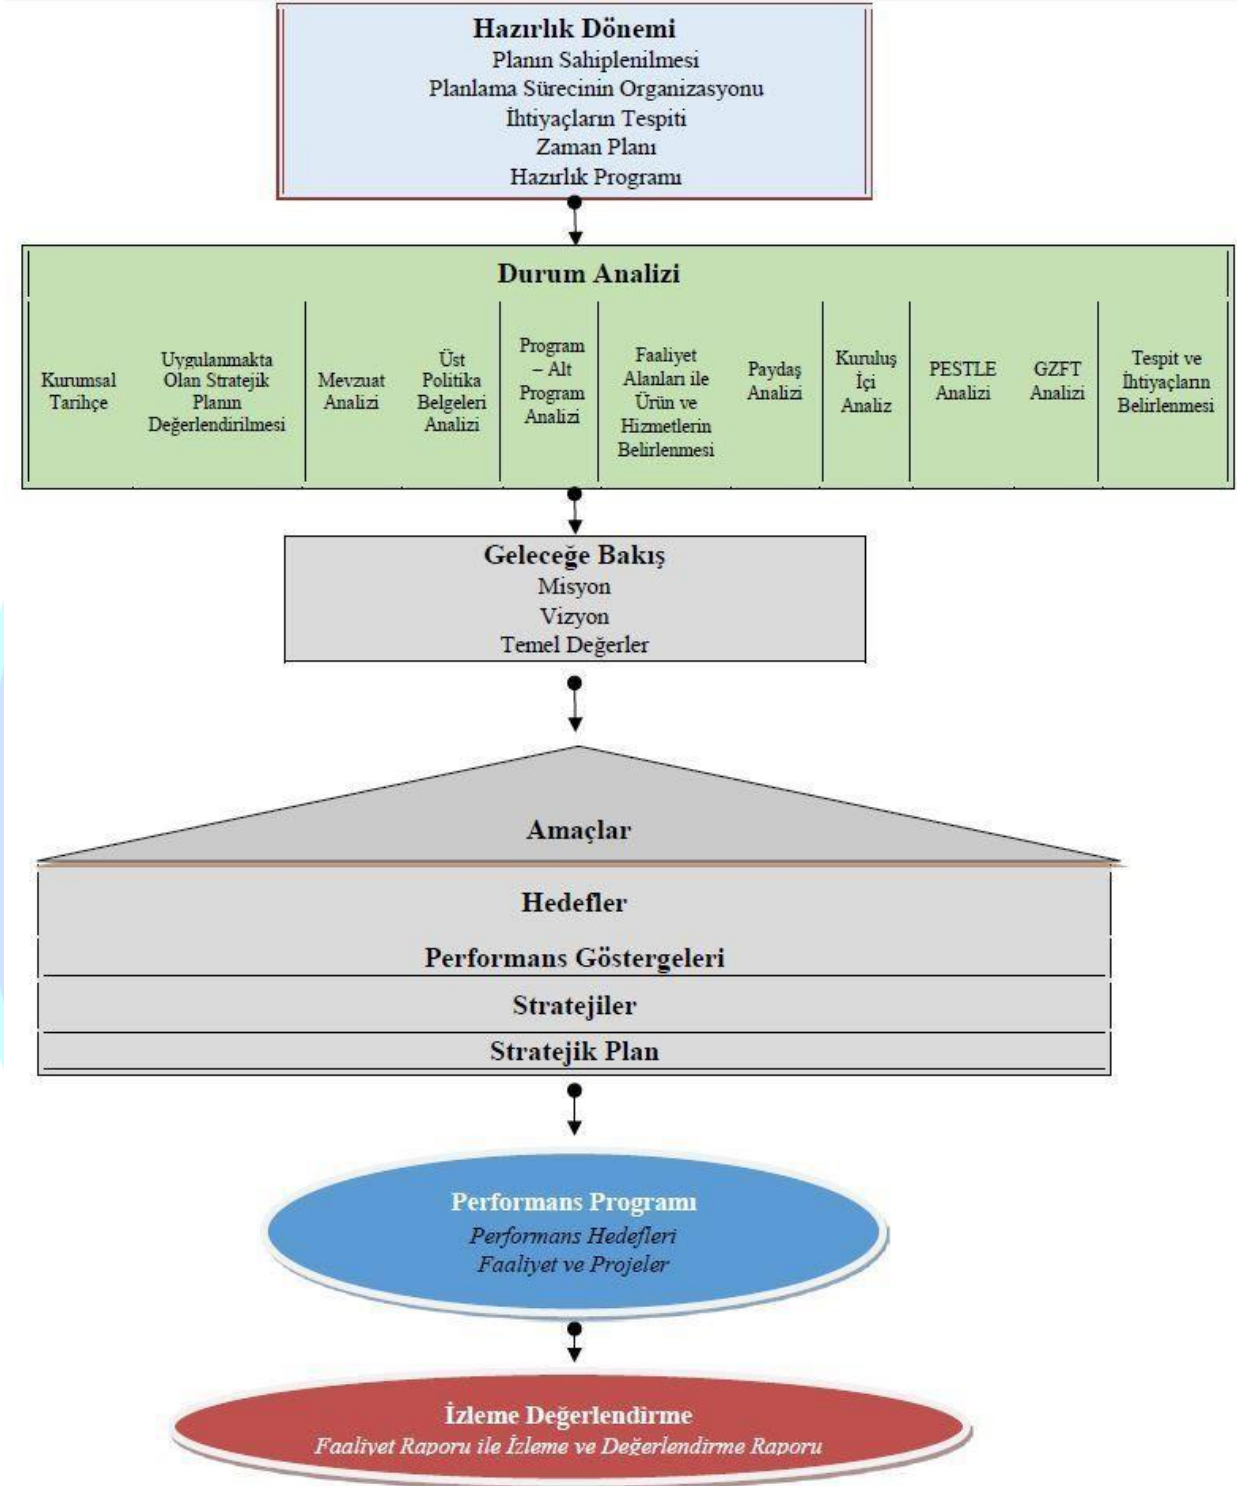 Hazırlık Dönemi
Planın Sahiplenilmesi
Planlama Sürecinin Organizasyonu
İhtiyaçların Tespiti
Zaman Planı
Hazırlık Programı
Durum Analizi
Kurumsal
Tarihçe
Uygulanmakta
Olan Stratejik
Planın
Değerlendirilmesi
Mevzuat
Analizi
Üst
Politika
Belgeleri
Analizi
Program
– Alt
Program
Analizi
Faaliyet
Alanları ile
Ürün ve
Hizmetlerin
Belirlenmesi
Paydaş
Analizi
Kuruluş
İçi
Analiz
PESTLE
Analizi
GZFT
Analizi
Tespit ve
İhtiyaçların
Belirlenmesi
Geleceğe Bakış
Misyon
Vizyon
Temel Değerler
Amaçlar
Hedefler
Performans Göstergeleri
Stratejiler
Stratejik Plan
Performans Programı
Performans Hedefleri
Faaliyet ve Projeler
İzleme Değerlendirme
Faaliyet Raporu ile İzleme ve Değerlendirme Raporu